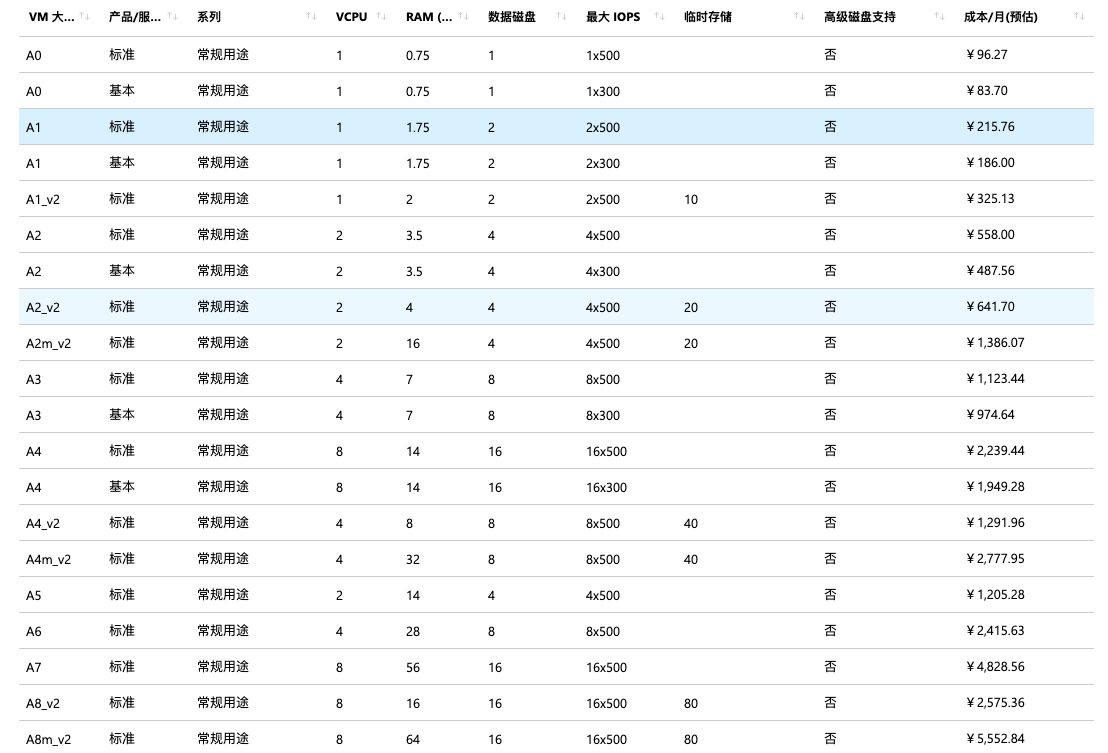 VM 大... 产品/服... 系列 VCPU RAM (... 数据磁盘 最大 IOPS 临时存储 高级磁盘支持 成本/月(预估)
A0 标准 常规用途 1 0.75 1 1x500 否 ¥ 96.27
A0 基本 常规用途 1 0.75 1 1x300 否 ¥ 83.70
A1 标准 常规用途 1 1.75 2 2x500 否 ¥ 215.76
A1 基本 常规用途 1 1.75 2 2x300 否 ¥ 186.00
A1_v2 标准 常规用途 1 2 2 2x500 10 否 ¥ 325.13
A2 标准 常规用途 2 3.5 4 4x500 否 ¥ 558.00
A2 基本 常规用途 2 3.5 4 4x300 否 ¥ 487.56
A2_v2 标准 常规用途 2 4 4 4x500 20 否 ¥ 641.70
A2m_v2 标准 常规用途 2 16 4 4x500 20 否 ¥ 1,386.07
A3 标准 常规用途 4 7 8 8x500 否 ¥ 1,123.44
A3 基本 常规用途 4 7 8 8x300 否 ¥ 974.64
A4 标准 常规用途 8 14 16 16x500 否 ¥ 2,239.44
A4 基本 常规用途 8 14 16 16x300 否 ¥ 1,949.28
A4_v2 标准 常规用途 4 8 8 8x500 40 否 ¥ 1,291.96
A4m_v2 标准 常规用途 4 32 8 8x500 40 否 ¥ 2,777.95
A5 标准 常规用途 2 14 4 4x500 否 ¥ 1,205.28
A6 标准 常规用途 4 28 8 8x500 否 ¥ 2,415.63
A7 标准 常规用途 8 56 16 16x500 否 ¥ 4,828.56
A8_v2 标准 常规用途 8 16 16 16x500 80 否 ¥ 2,575.36
A8m_v2 标准 常规用途 8 64 16 16x500 80 否 ¥ 5,552.84